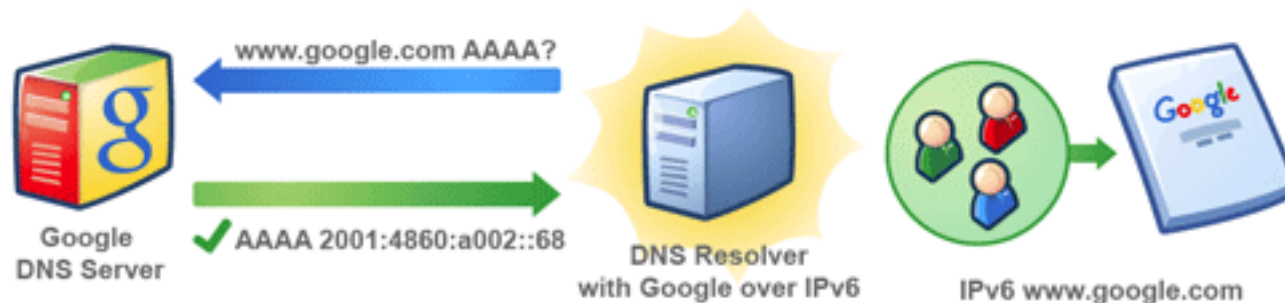 www.google.com AAAA?
g
Google
DNS Server
AAAA 2001:4860:a002::68
DNS Resolver
with Google over IPv6
Google
IPv6 www.google.com